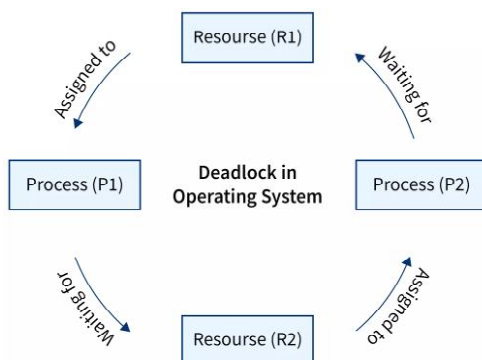 Resourse (R1)
Assigned to
Waiting for
Process (P1)
Deadlock in
Operating System
Process (P2)
Waiting for
Assigned to
Resourse (R2)